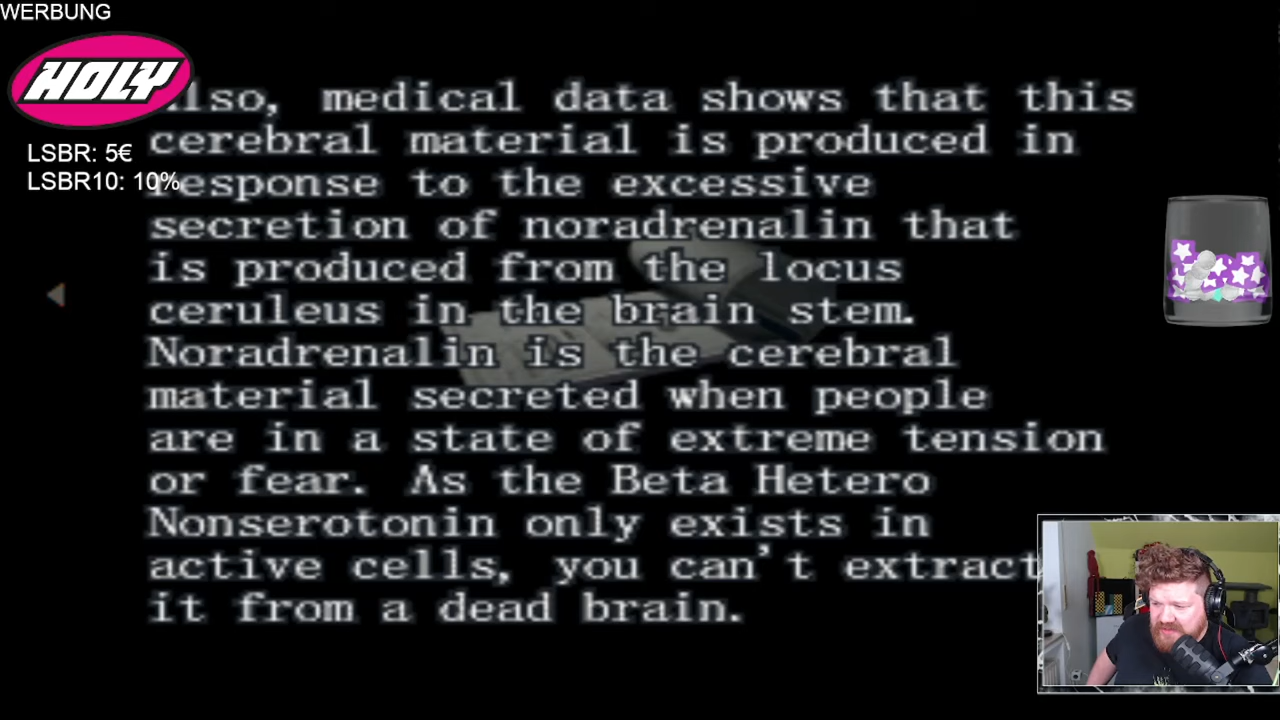 WERBUNG
HOLY
LSBR: 5€
LSBR10: 10%
Also, medical data shows that this
cerebral material is produced in
response to the excessive
secretion of noradrenalin that
is produced from the locus
ceruleus in the brain stem.
Noradrenalin is the cerebral
material secreted when people
are in a state of extreme tension
or fear. As the Beta Hetero
Nonserotonin only exists in
active cells, you can't extract
it from a dead brain.